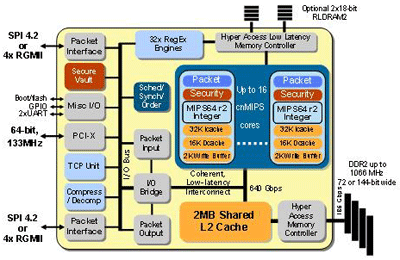 Optional 2x18-bit
RLDRAM2
SPI 4.2
or
4x RGMII
Packet
Interface
32x RegEx
Engines
Hyper Access Low Latency
Memory Controller
Secure
Vault
Sched/
Synch/
Order
Packet
Security
MIPS64 r2
Integer
32K Icache
16K Dcache
2K Write Buffer
Up to 16
cnMIPS
cores
Packet
Security
MIPS64 r2
Integer
32K Icache
16K Dcache
2K Write Buffer
Boot/flash
GPIO
2xUART
Misc I/O
64-bit,
133MHz
PCI-X
I/O Bus
Packet
Input
TCP Unit
I/O
Bridge
Coherent,
Low-latency
Interconnect
640 Gbps
DDR2 up to
1066 MHz
72 or 144-bit wide
Compress
/ Decomp
2MB Shared
L2 Cache
Hyper
Access
Memory
Controller
SPI 4.2
or
4x RGMII
Packet
Interface
Packet
Output